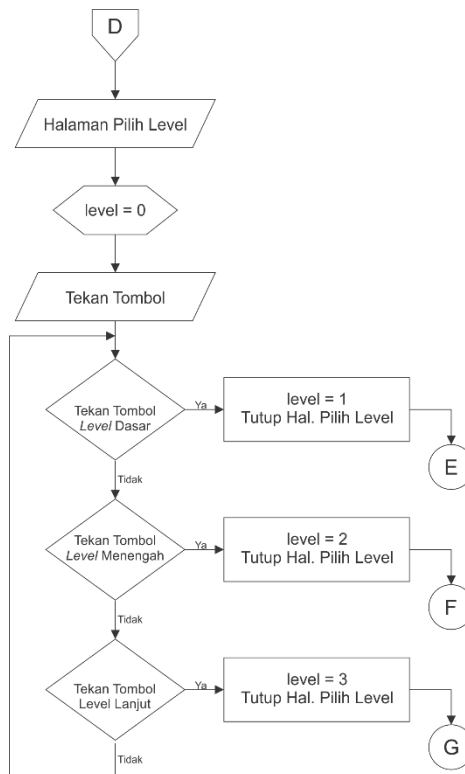 D
Halaman Pilih Level
level = 0
Tekan Tombol
Tekan Tombol
Level Dasar
Ya
level = 1
Tutup Hal. Pilih Level
E
Tidak
Tekan Tombol
Level Menengah
Ya
level = 2
Tutup Hal. Pilih Level
F
Tidak
Tekan Tombol
Level Lanjut
Ya
level = 3
Tutup Hal. Pilih Level
G
Tidak